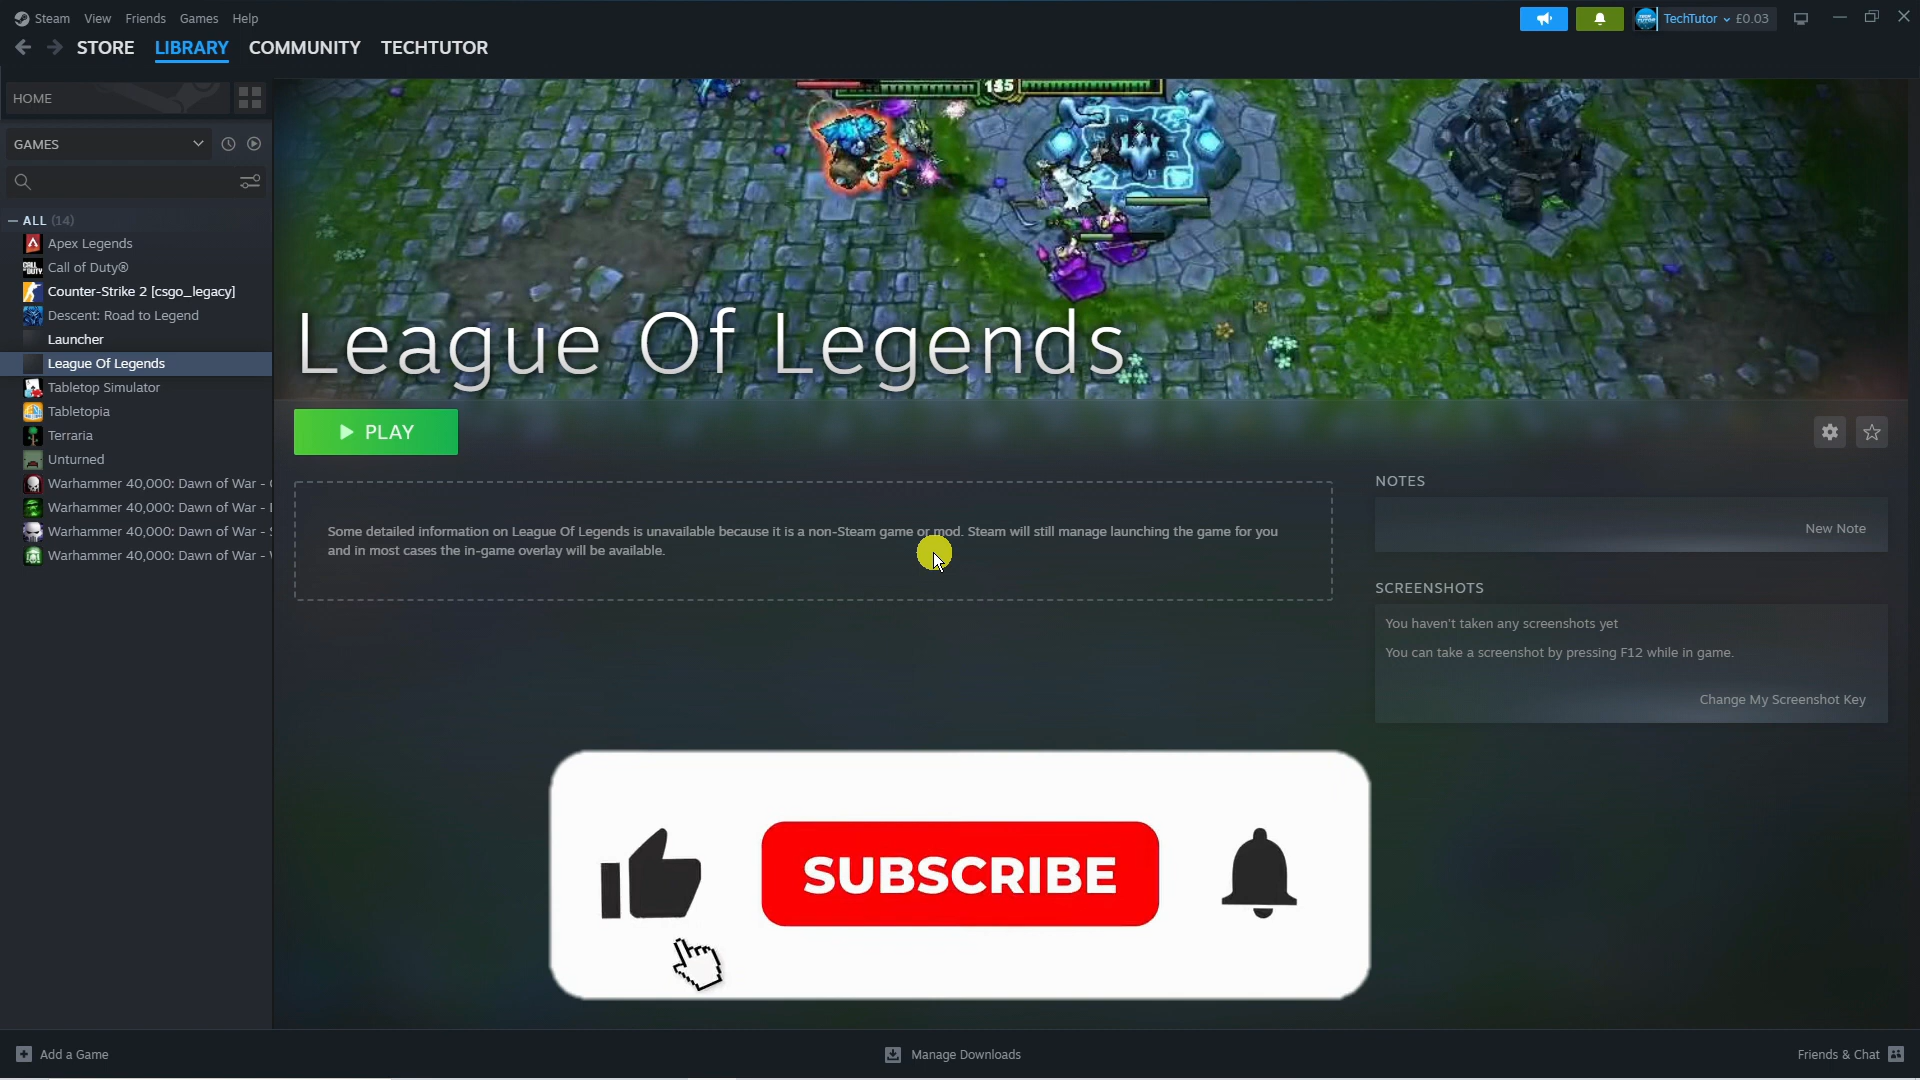 Steam View Friends Games Help
TechTutor £0.03
STORE LIBRARY COMMUNITY TECHTUTOR
HOME
GAMES
ALL (14)
Apex Legends
Call of Duty®
Counter-Strike 2 [csgo_legacy]
Descent: Road to Legend
Launcher
League Of Legends
Tabletop Simulator
Tabletopia
Terraria
Unturned
Warhammer 40,000: Dawn of War -
Warhammer 40,000: Dawn of War -
Warhammer 40,000: Dawn of War -
Warhammer 40,000: Dawn of War -
135
League Of Legends
PLAY
Some detailed information on League Of Legends is unavailable because it is a non-Steam game or mod. Steam will still manage launching the game for you
and in most cases the in-game overlay will be available.
NOTES
New Note
SCREENSHOTS
You haven't taken any screenshots yet
You can take a screenshot by pressing F12 while in game.
Change My Screenshot Key
SUBSCRIBE
Add a Game
Manage Downloads
Friends & Chat